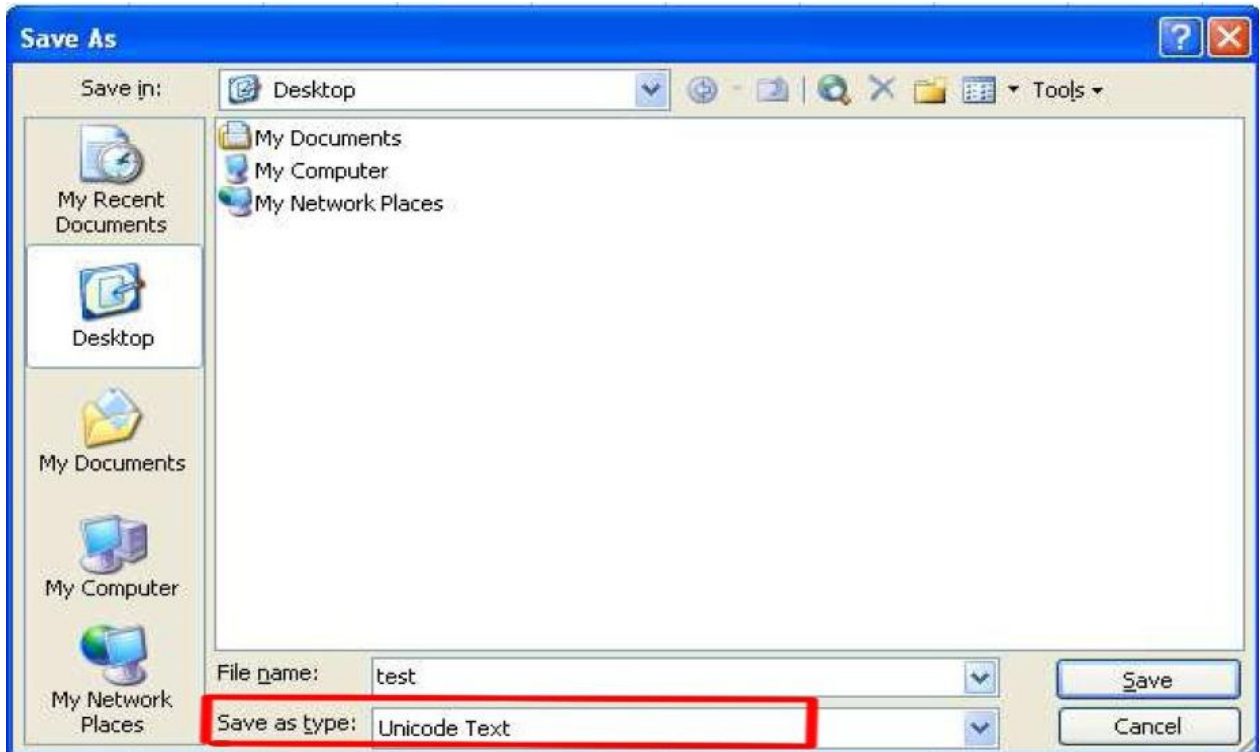 Save As
Save in:
Desktop
Tools
My Documents
My Computer
My Network Places
My Recent
Documents
Desktop
My Documents
My Computer
My Network
Places
File name:
test
Save
Save as type:
Unicode Text
Cancel